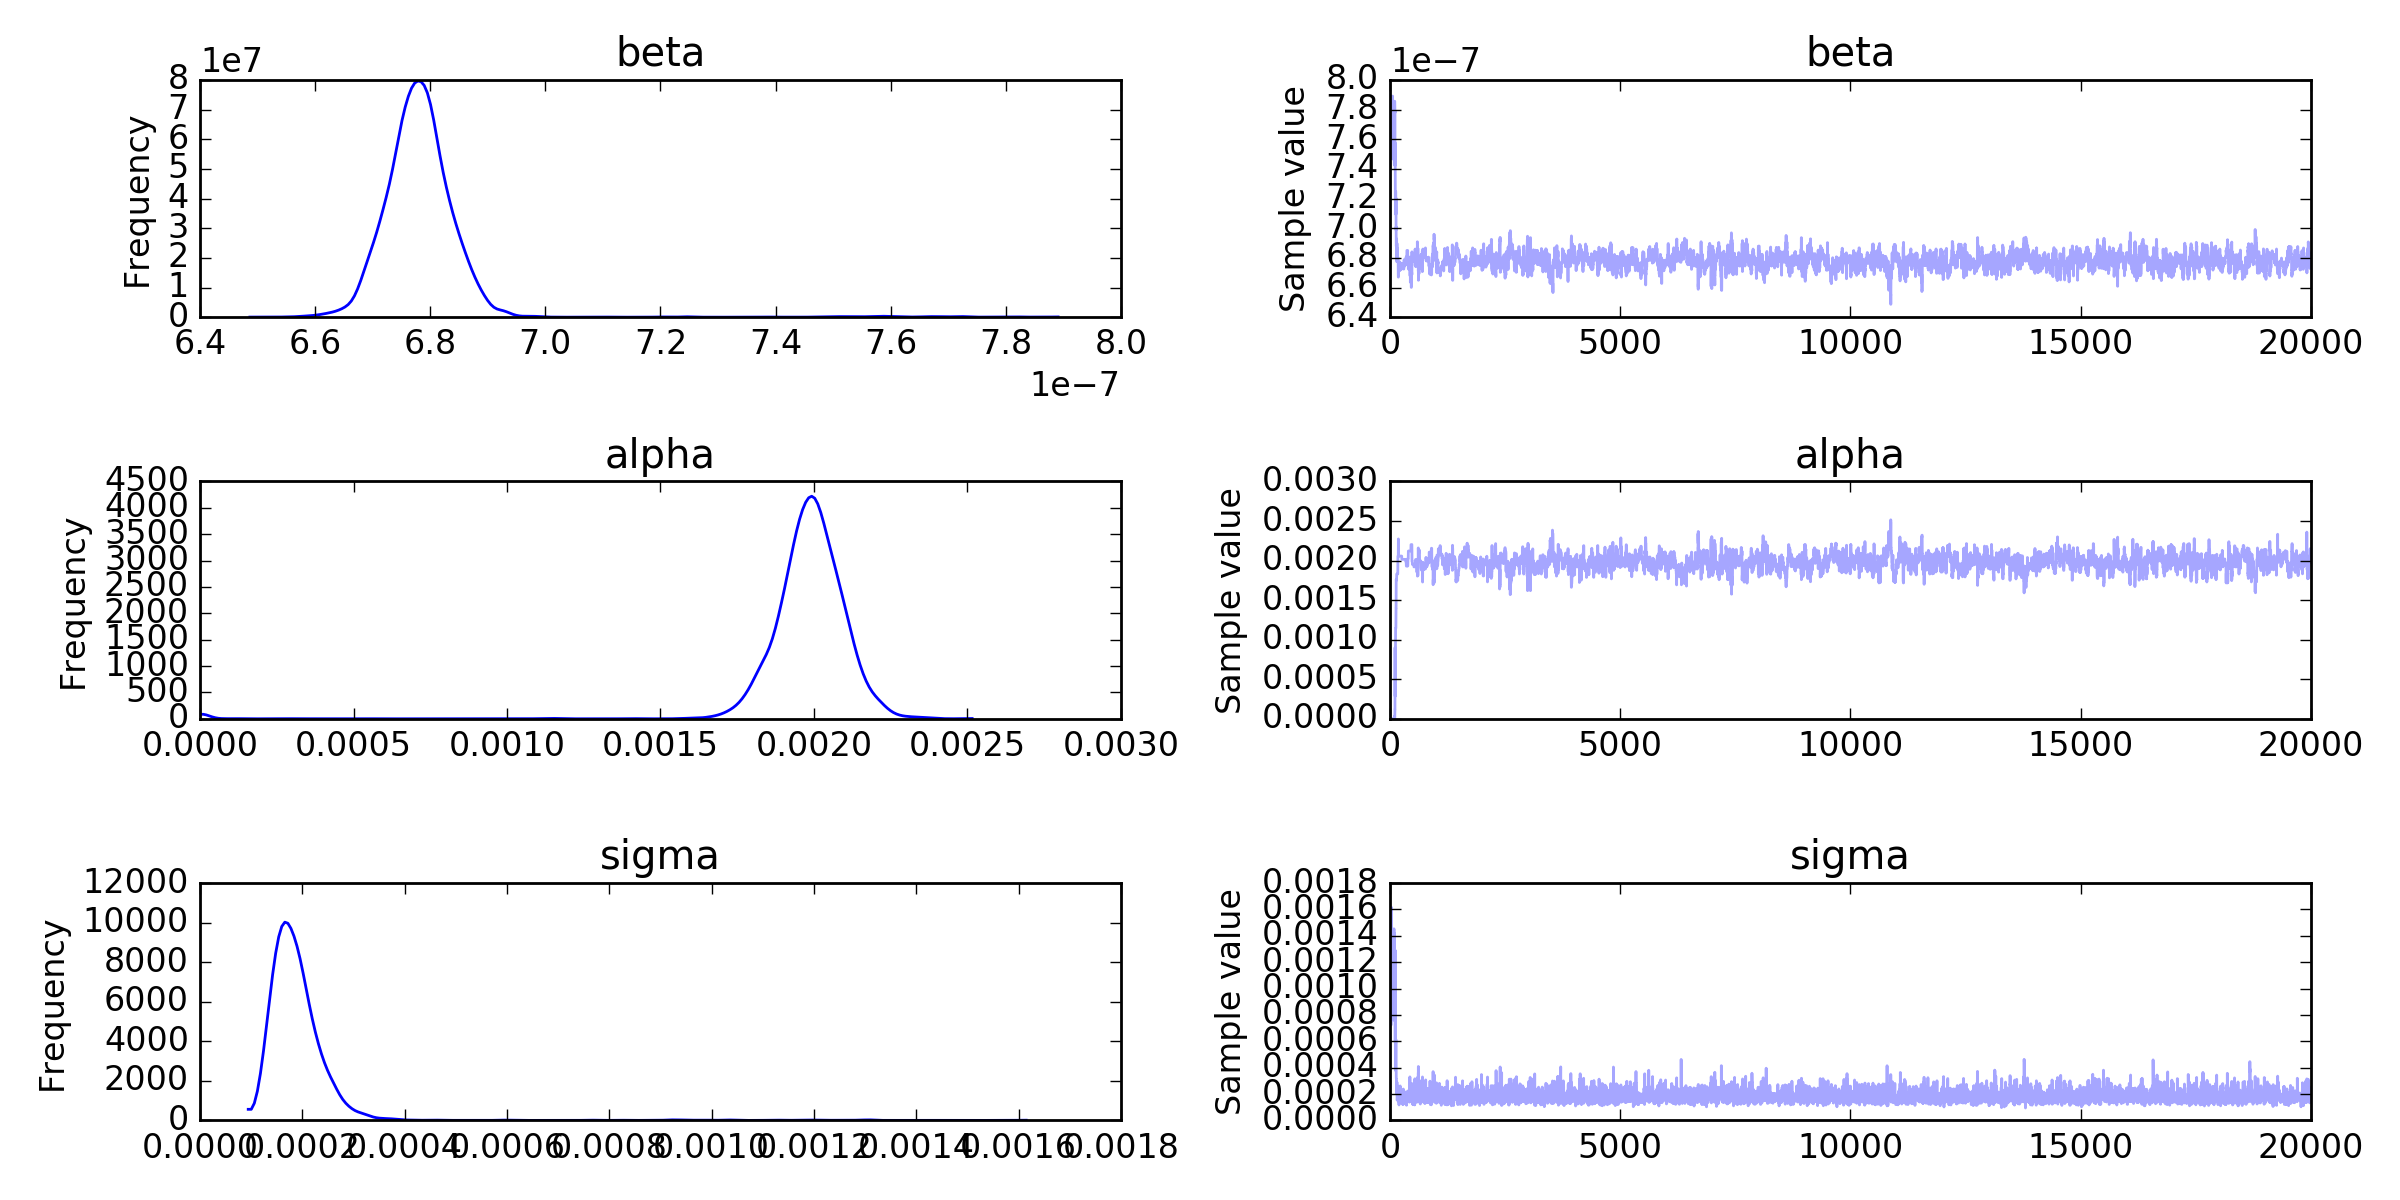 beta
1e7
Frequency
8
7
6
5
4
3
2
1
0
6.4 6.6 6.8 7.0 7.2 7.4 7.6 7.8 8.0
1e−7
beta
1e−7
Sample value
8.0
7.8
7.6
7.4
7.2
7.0
6.8
6.6
6.4
0 5000 10000 15000 20000
alpha
Frequency
4500
4000
3500
3000
2500
2000
1500
1000
500
0
0.0000 0.0005 0.0010 0.0015 0.0020 0.0025 0.0030
alpha
Sample value
0.0030
0.0025
0.0020
0.0015
0.0010
0.0005
0.0000
0 5000 10000 15000 20000
sigma
Frequency
12000
10000
8000
6000
4000
2000
0
0.0000 0.0002 0.0004 0.0006 0.0008 0.0010 0.0012 0.0014 0.0016 0.0018
sigma
Sample value
0.0018
0.0016
0.0014
0.0012
0.0010
0.0008
0.0006
0.0004
0.0002
0.0000
0 5000 10000 15000 20000